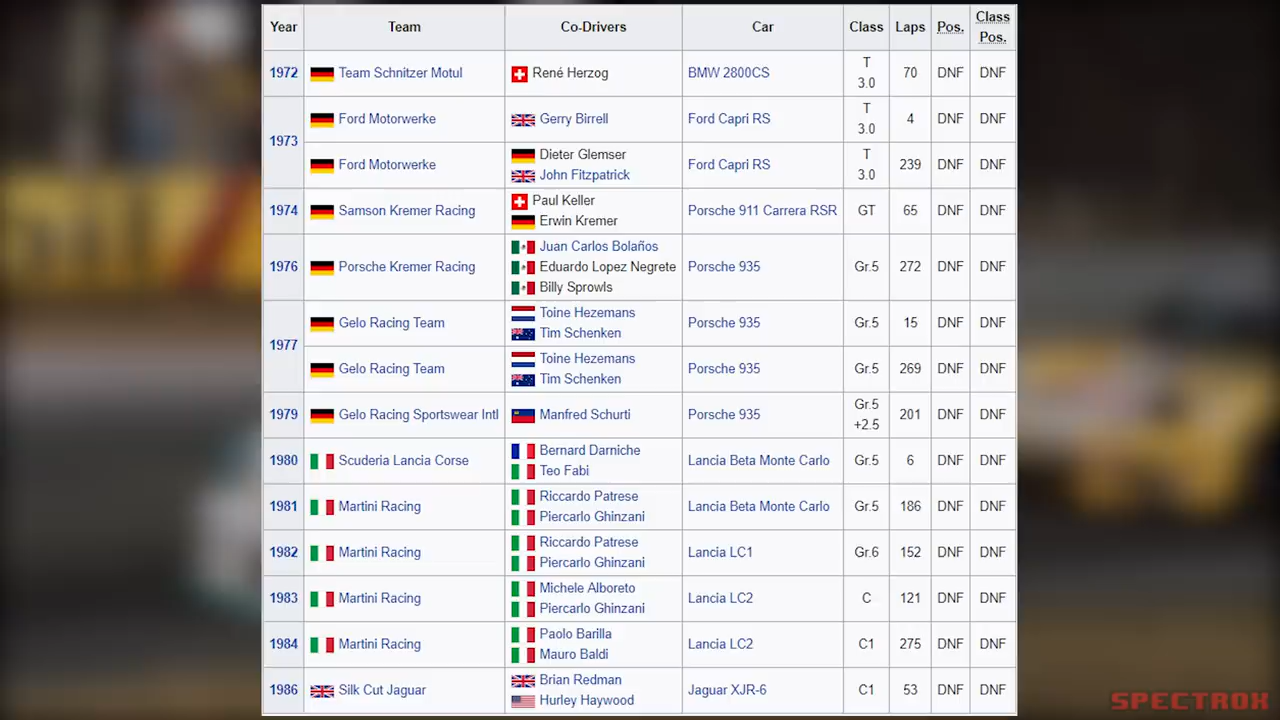 Year Team Co-Drivers Car Class Laps Pos. Class Pos.
1972 Team Schnitzer Motul René Herzog BMW 2800CS T 3.0 70 DNF DNF
1973 Ford Motorwerke Gerry Birrell Ford Capri RS T 3.0 4 DNF DNF
Ford Motorwerke Dieter Glemser John Fitzpatrick Ford Capri RS T 3.0 239 DNF DNF
1974 Samson Kremer Racing Paul Keller Erwin Kremer Porsche 911 Carrera RSR GT 65 DNF DNF
1976 Porsche Kremer Racing Juan Carlos Bolaños Eduardo Lopez Negrete Billy Sprowls Porsche 935 Gr.5 272 DNF DNF
1977 Gelo Racing Team Toine Hezemans Tim Schenken Porsche 935 Gr.5 15 DNF DNF
Gelo Racing Team Toine Hezemans Tim Schenken Porsche 935 Gr.5 269 DNF DNF
1979 Gelo Racing Sportswear Intl Manfred Schurti Porsche 935 Gr.5 +2.5 201 DNF DNF
1980 Scuderia Lancia Corse Bernard Darniche Teo Fabi Lancia Beta Monte Carlo Gr.5 6 DNF DNF
1981 Martini Racing Riccardo Patrese Piercarlo Ghinzani Lancia Beta Monte Carlo Gr.5 186 DNF DNF
1982 Martini Racing Riccardo Patrese Piercarlo Ghinzani Lancia LC1 Gr.6 152 DNF DNF
1983 Martini Racing Michele Alboreto Piercarlo Ghinzani Lancia LC2 C 121 DNF DNF
1984 Martini Racing Paolo Barilla Mauro Baldi Lancia LC2 C1 275 DNF DNF
1986 Silk Cut Jaguar Brian Redman Hurley Haywood Jaguar XJR-6 C1 53 DNF DNF
SPECTROX